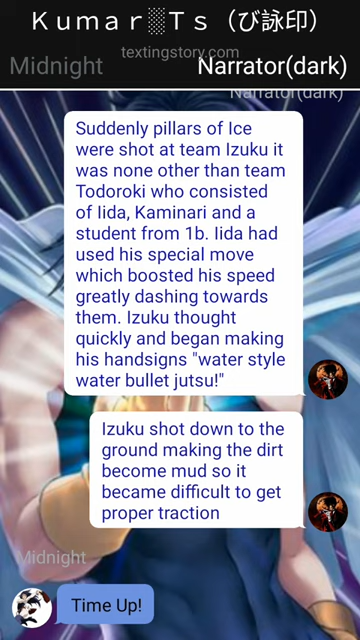 Kumar░Ts（び詠印）
textingstory.com
Midnight
Narrator(dark)
Narrator(dark)
Suddenly pillars of Ice
were shot at team Izuku it
was none other than team
Todoroki who consisted
of Iida, Kaminari and a
student from 1b. Iida had
used his special move
which boosted his speed
greatly dashing towards
them. Izuku thought
quickly and began making
his handsigns "water style
water bullet jutsu!"
Izuku shot down to the
ground making the dirt
become mud so it
became difficult to get
proper traction
Midnight
Time Up!